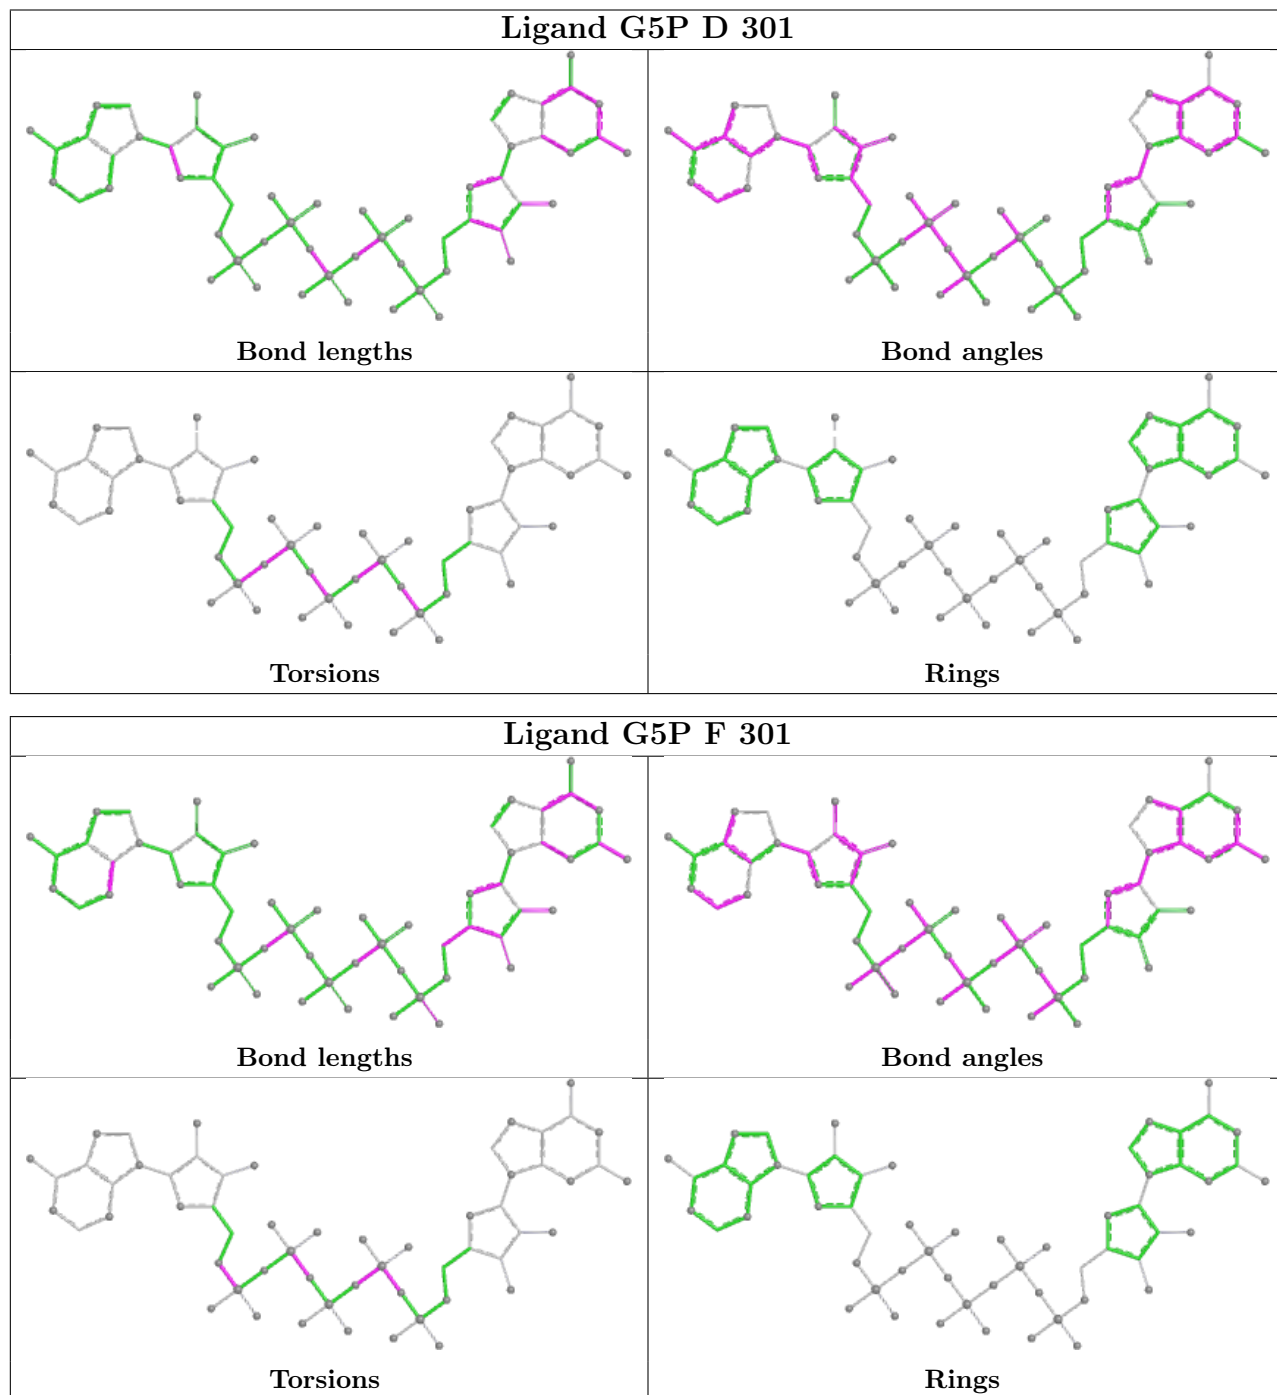 Ligand G5P D 301
Bond lengths
Bond angles
Torsions
Rings
Ligand G5P F 301
Bond lengths
Bond angles
Torsions
Rings